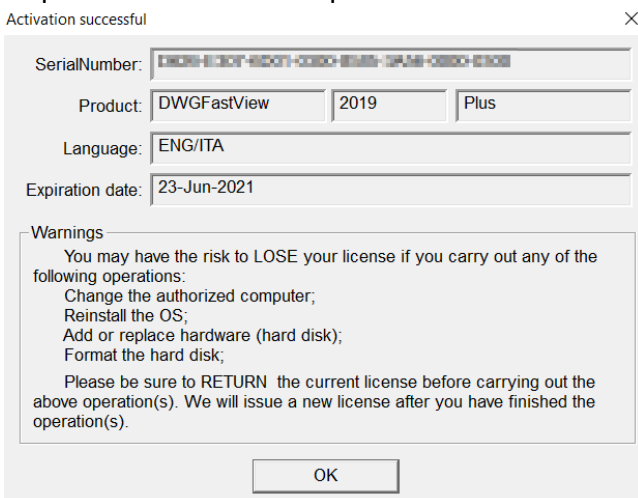 Activation successful
SerialNumber:
Product: DWGFastView 2019 Plus
Language: ENG/ITA
Expiration date: 23-Jun-2021
Warnings
You may have the risk to LOSE your license if you carry out any of the
following operations:
Change the authorized computer;
Reinstall the OS;
Add or replace hardware (hard disk);
Format the hard disk;
Please be sure to RETURN the current license before carrying out the
above operation(s). We will issue a new license after you have finished the
operation(s).
OK